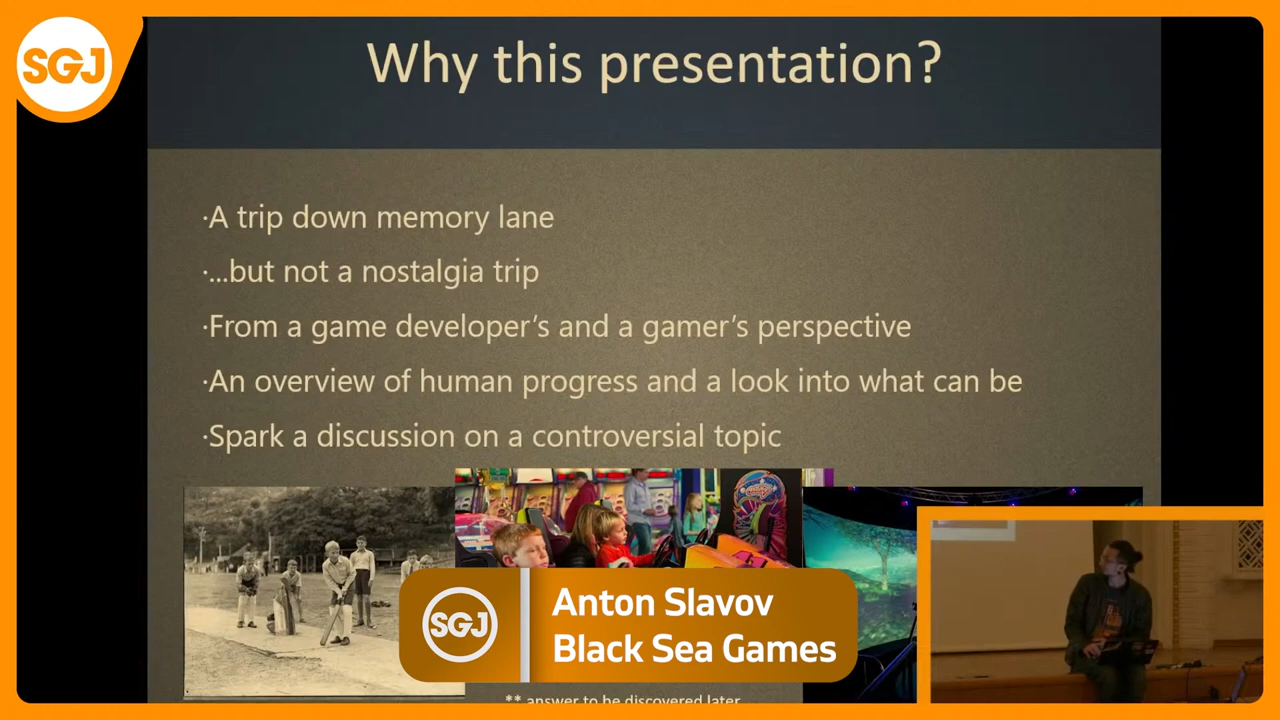 SGJ
Why this presentation?
·A trip down memory lane
·...but not a nostalgia trip
·From a game developer's and a gamer's perspective
·An overview of human progress and a look into what can be
·Spark a discussion on a controversial topic
SGJ
Anton Slavov
Black Sea Games
** answer to be discovered later